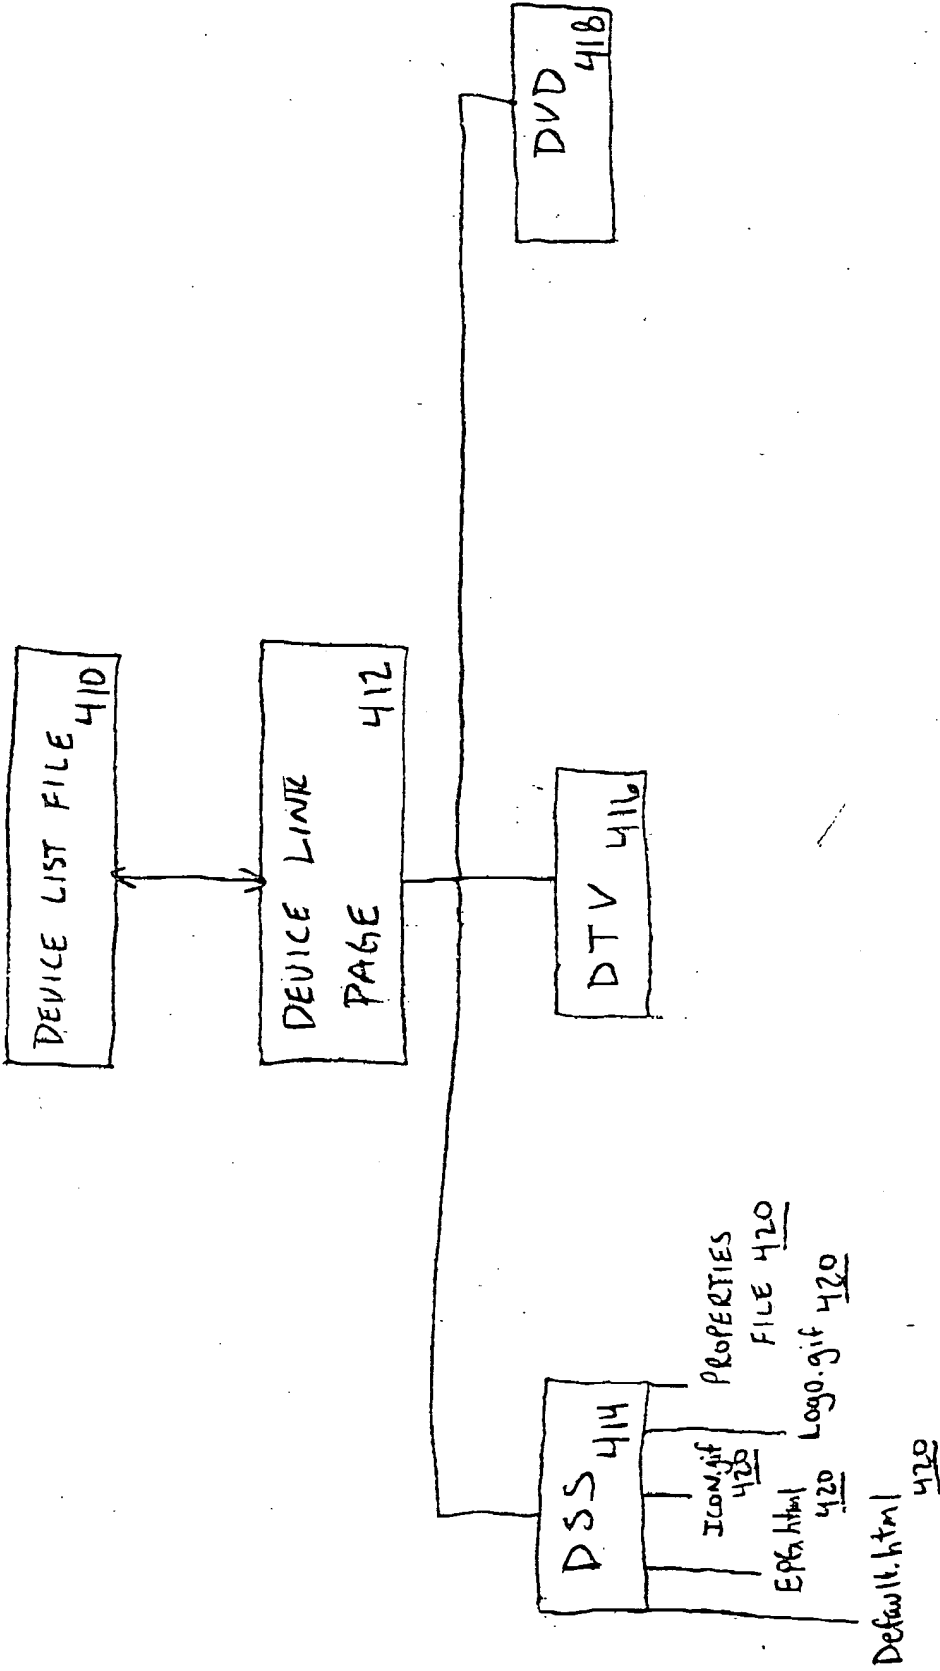 DEVICE LIST FILE
410
DEVICE LINK
PAGE 412
DSS
414
DTV
416
DVD
418
Default.html
420
EPG.html
420
ICON.gif
420
Logo.gif 420
PROPERTIES
FILE 420